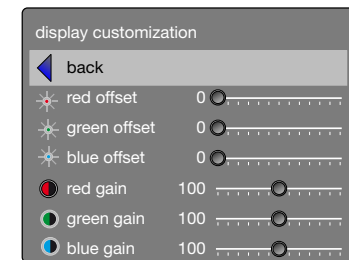 display customization
back
red offset 0
green offset 0
blue offset 0
red gain 100
green gain 100
blue gain 100